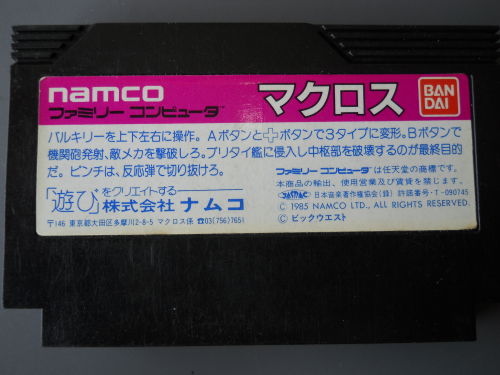 namco
ファミリー コンピュータ™
マクロス
BAN
DAI
バルキリーを上下左右に操作。Aボタンと✚ボタンで3タイプに変形。Bボタンで
機関砲発射、敵メカを撃破しろ。ブリタイ艦に侵入し中枢部を破壊するのが最終目的
だ。ピンチは、反応弾で切り抜けろ。
「遊び」をクリエイトする——
株式会社 ナムコ
〒146 東京都大田区多摩川2-8-5 マクロス係 ☎03(756)7651
ファミリー コンピュータ™は任天堂の商標です。
本商品の輸出、使用営業及び賃貸を禁じます。
JASRAC 日本音楽著作権協会(録) 許諾番号・T-090745
© 1985 NAMCO LTD., ALL RIGHTS RESERVED.
© ビックウエスト